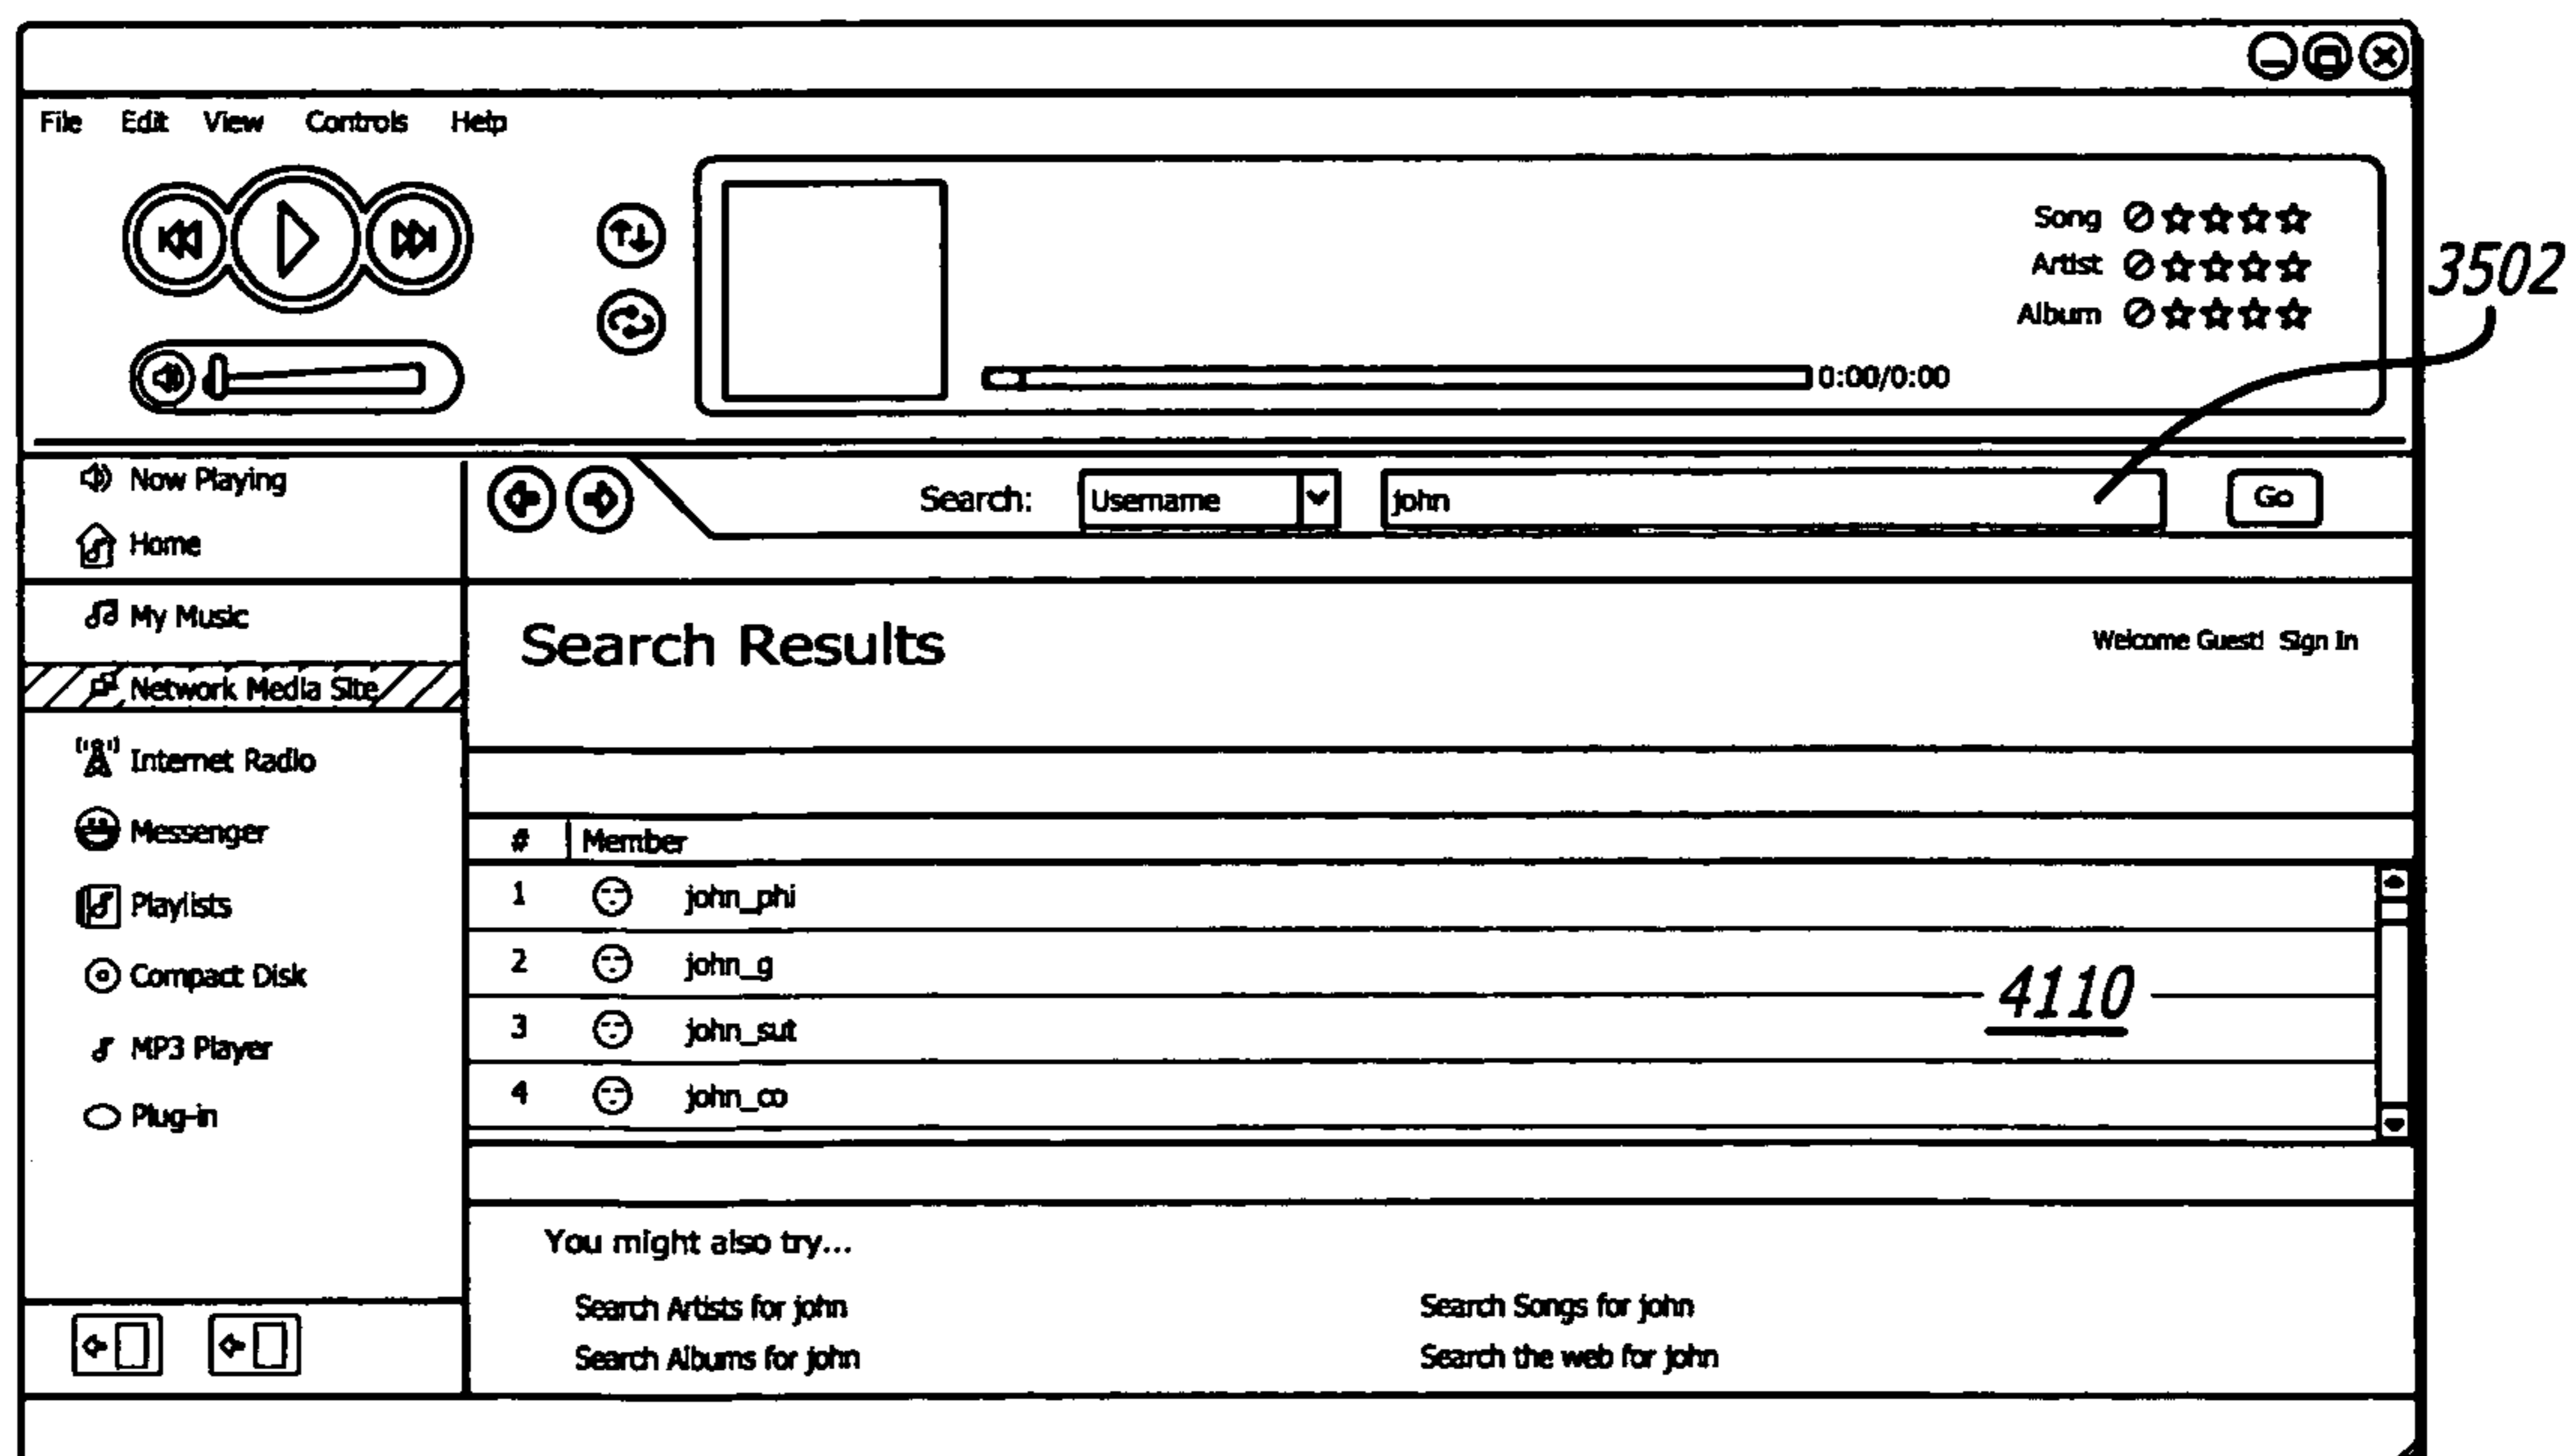 File Edit View Controls Help
Song
Artist
Album
3502
0:00/0:00
Now Playing
Home
My Music
Network Media Site
Internet Radio
Messenger
Playlists
Compact Disk
MP3 Player
Plug-in
Search: Username john Go
Search Results
Welcome Guest! Sign In
# Member
1 john_phi
2 john_g
4110
3 john_sut
4 john_co
You might also try...
Search Artists for john Search Songs for john
Search Albums for john Search the web for john